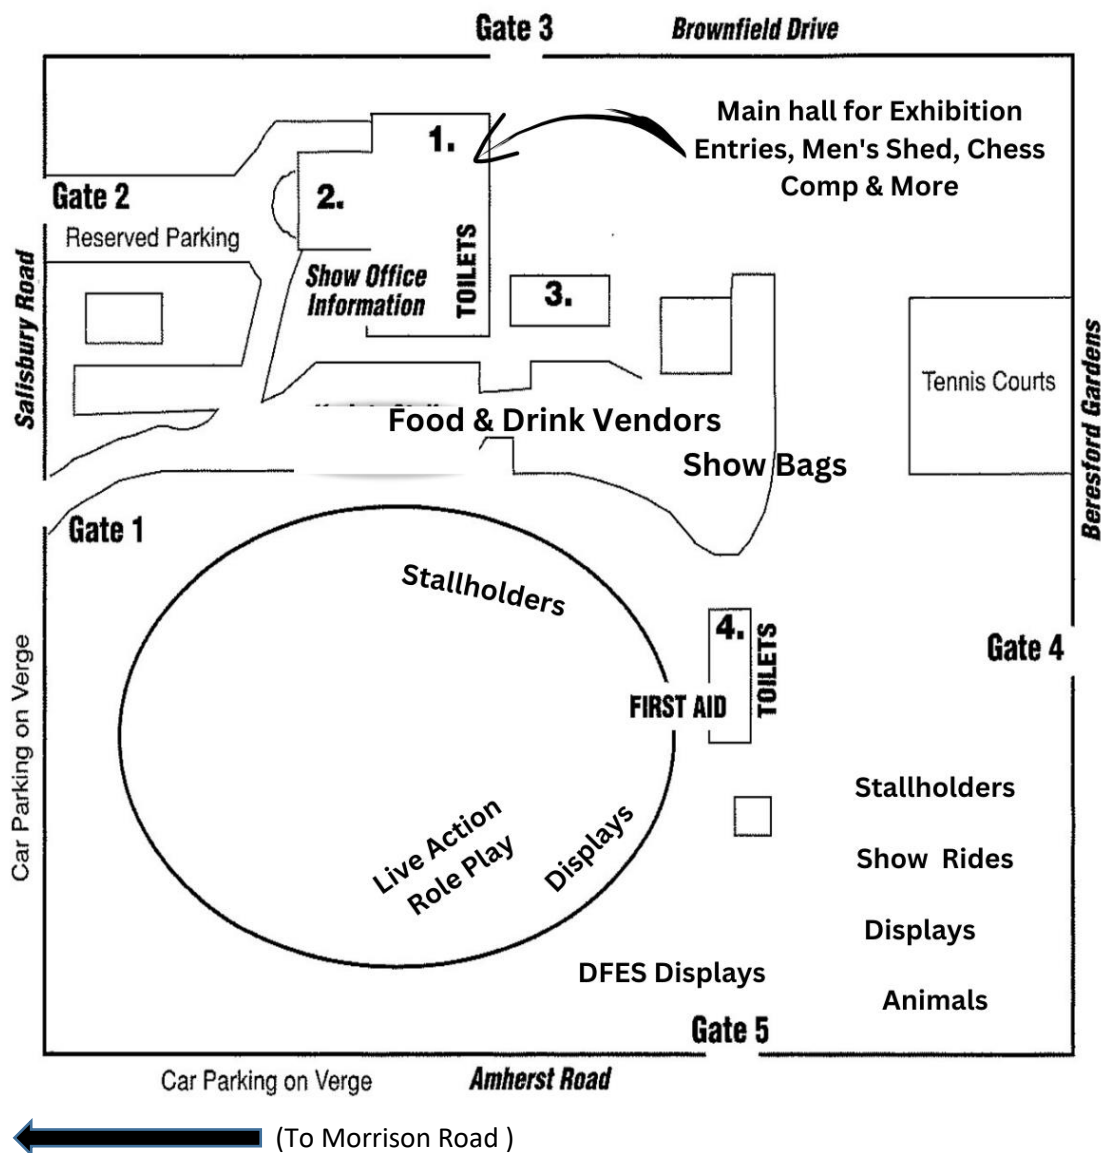 Gate 3
Brownfield Drive
Main hall for Exhibition
Entries, Men's Shed, Chess
Comp & More
1.
2.
Gate 2
Reserved Parking
Salisbury Road
Show Office
Information
TOILETS
3.
Tennis Courts
Beresford Gardens
Food & Drink Vendors
Show Bags
Gate 1
Stallholders
4.
TOILETS
Gate 4
FIRST AID
Car Parking on Verge
Stallholders
Live Action
Role Play
Displays
Show Rides
Displays
DFES Displays
Animals
Gate 5
Car Parking on Verge
Amherst Road
(To Morrison Road )